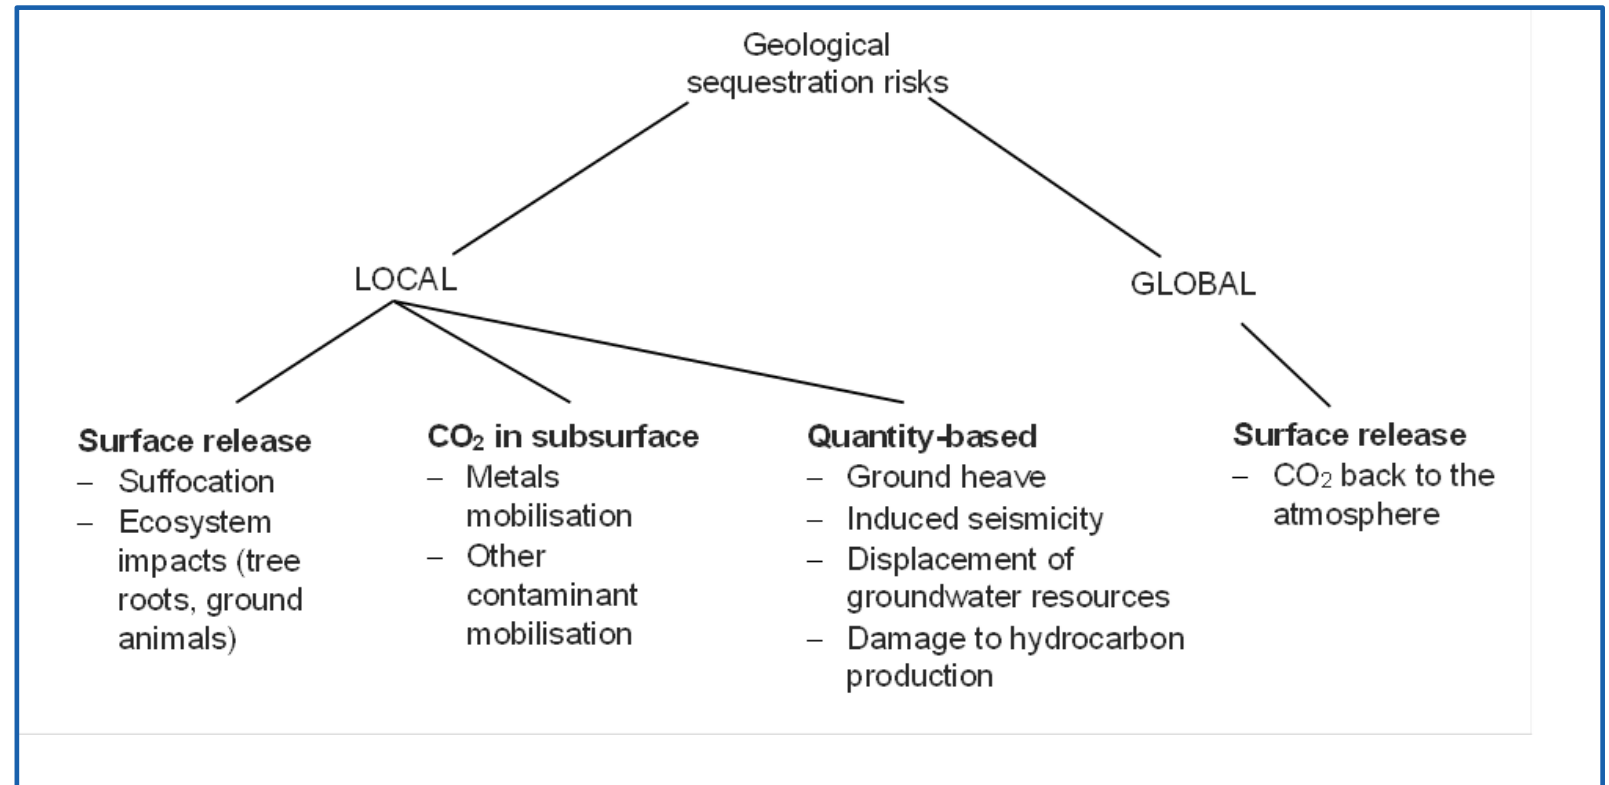 Geological
sequestration risks
LOCAL
GLOBAL
Surface release
– Suffocation
– Ecosystem
impacts (tree
roots, ground
animals)
CO₂ in subsurface
– Metals
mobilisation
– Other
contaminant
mobilisation
Quantity-based
– Ground heave
– Induced seismicity
– Displacement of
groundwater resources
– Damage to hydrocarbon
production
Surface release
– CO₂ back to the
atmosphere